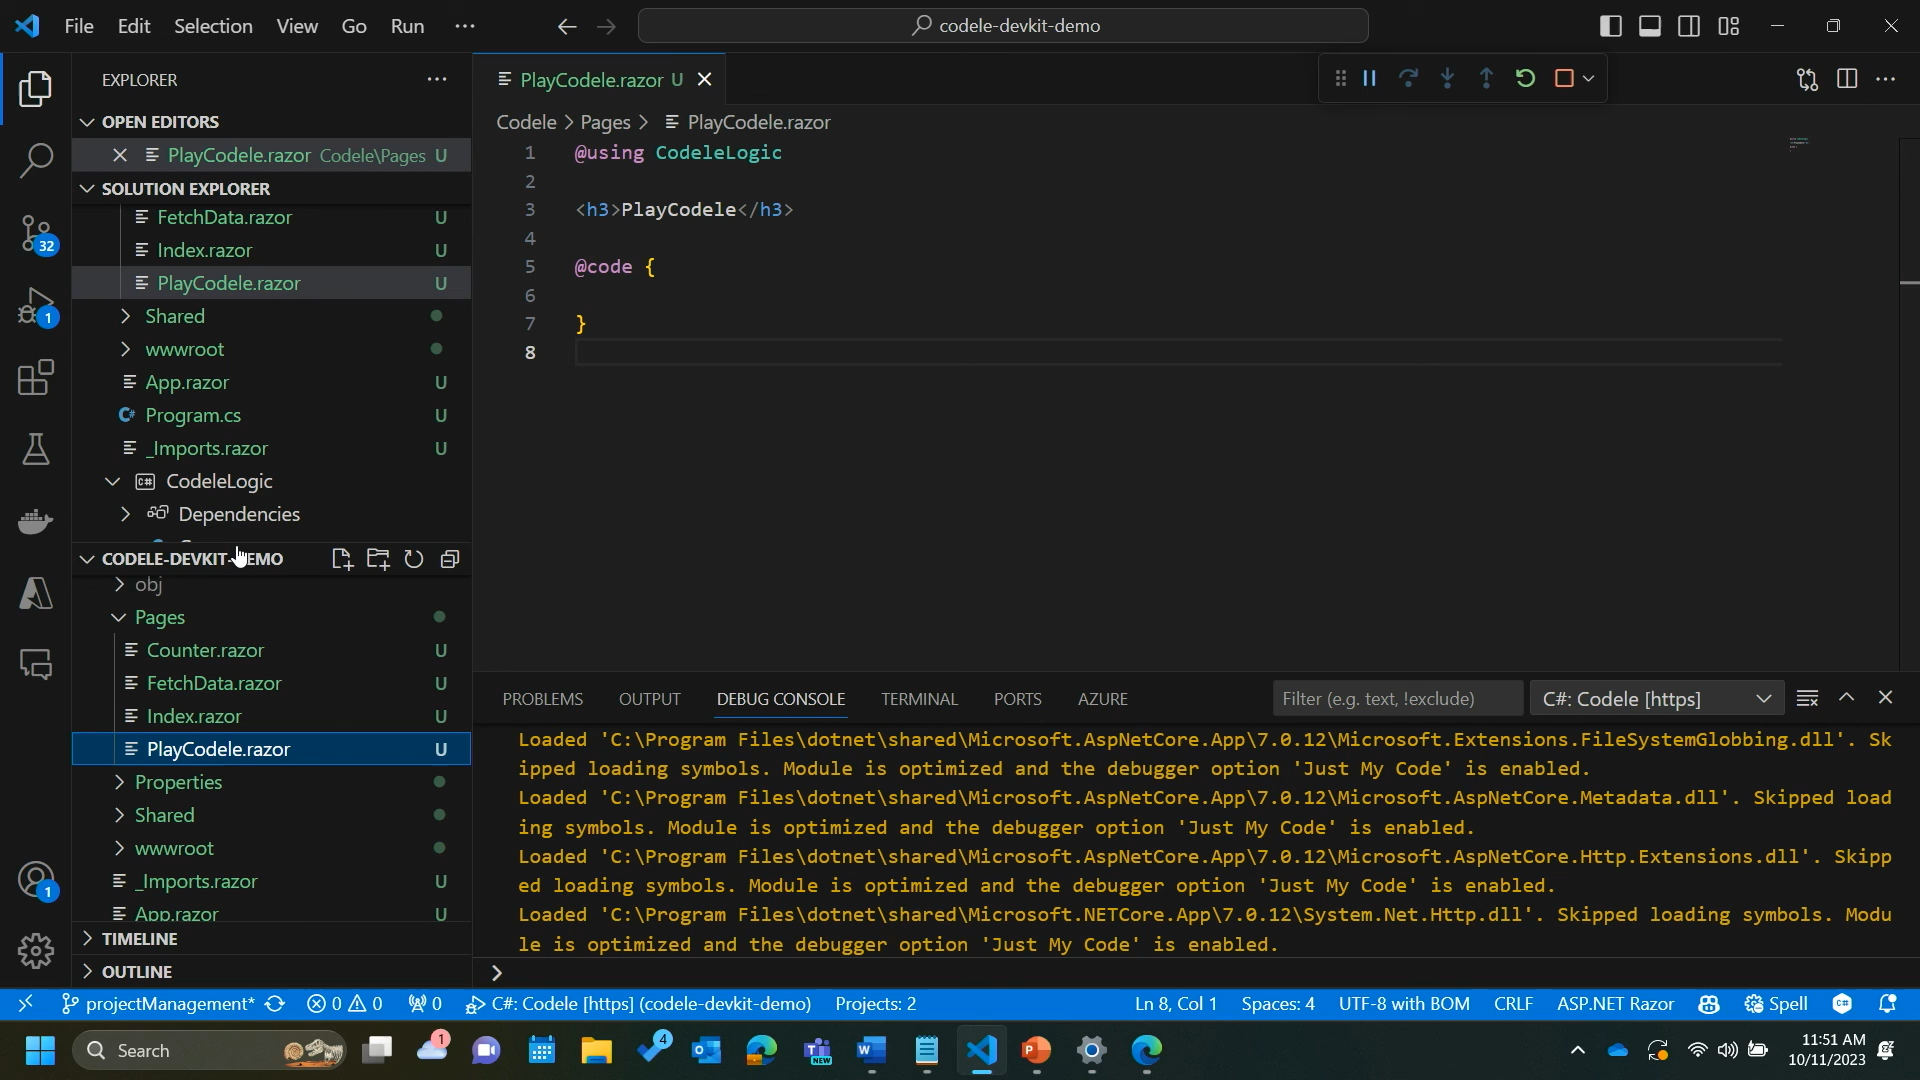 File Edit Selection View Go Run ··· codele-devkit-demo
EXPLORER
OPEN EDITORS
PlayCodele.razor Codele\Pages U
SOLUTION EXPLORER
FetchData.razor U
Index.razor U
PlayCodele.razor U
Shared
wwwroot
App.razor U
Program.cs U
_Imports.razor U
CodeleLogic
Dependencies
CODELE-DEVKIT-DEMO
obj
Pages
Counter.razor U
FetchData.razor U
Index.razor U
PlayCodele.razor U
Properties
Shared
wwwroot
_Imports.razor U
App.razor U
TIMELINE
OUTLINE
32
1
1
PlayCodele.razor U
Codele > Pages > PlayCodele.razor
1 @using CodeleLogic
2
3 <h3>PlayCodele</h3>
4
5 @code {
6
7 }
8
PROBLEMS OUTPUT DEBUG CONSOLE TERMINAL PORTS AZURE Filter (e.g. text, !exclude) C#: Codele [https]
Loaded 'C:\Program Files\dotnet\shared\Microsoft.AspNetCore.App\7.0.12\Microsoft.Extensions.FileSystemGlobbing.dll'. Sk
ipped loading symbols. Module is optimized and the debugger option 'Just My Code' is enabled.
Loaded 'C:\Program Files\dotnet\shared\Microsoft.AspNetCore.App\7.0.12\Microsoft.AspNetCore.Metadata.dll'. Skipped load
ing symbols. Module is optimized and the debugger option 'Just My Code' is enabled.
Loaded 'C:\Program Files\dotnet\shared\Microsoft.AspNetCore.App\7.0.12\Microsoft.AspNetCore.Http.Extensions.dll'. Skipp
ed loading symbols. Module is optimized and the debugger option 'Just My Code' is enabled.
Loaded 'C:\Program Files\dotnet\shared\Microsoft.NETCore.App\7.0.12\System.Net.Http.dll'. Skipped loading symbols. Modu
le is optimized and the debugger option 'Just My Code' is enabled.
projectManagement* 0 0 0 C#: Codele [https] (codele-devkit-demo) Projects: 2 Ln 8, Col 1 Spaces: 4 UTF-8 with BOM CRLF ASP.NET Razor Spell
Search 1 4 NEW 11:51 AM
10/11/2023